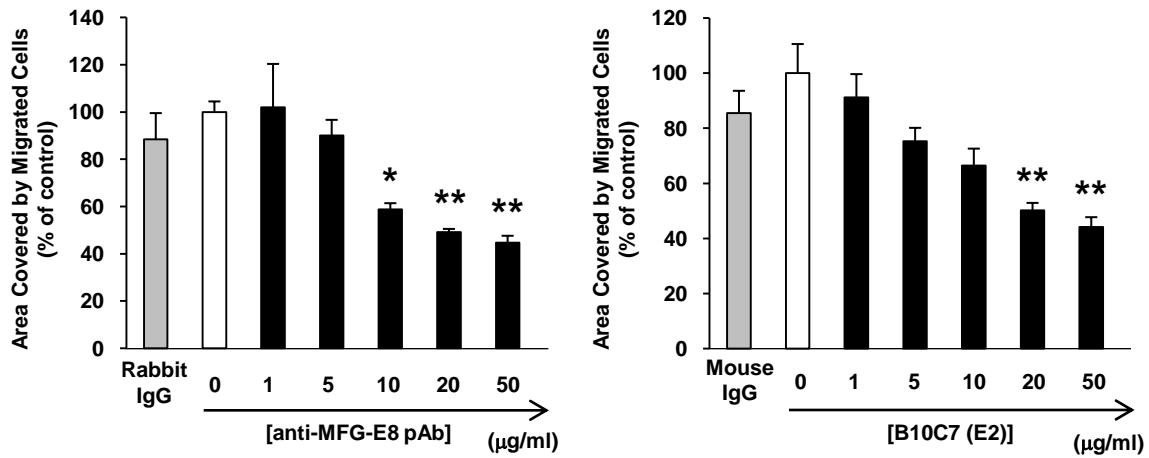 Area Covered by Migrated Cells
(% of control)
140
120
100
80
60
40
20
0
*
**
**
Rabbit
IgG
0 1 5 10 20 50
[anti-MFG-E8 pAb] (μg/ml)
Area Covered by Migrated Cells
(% of control)
120
100
80
60
40
20
0
**
**
Mouse
IgG
0 1 5 10 20 50
[B10C7 (E2)] (μg/ml)